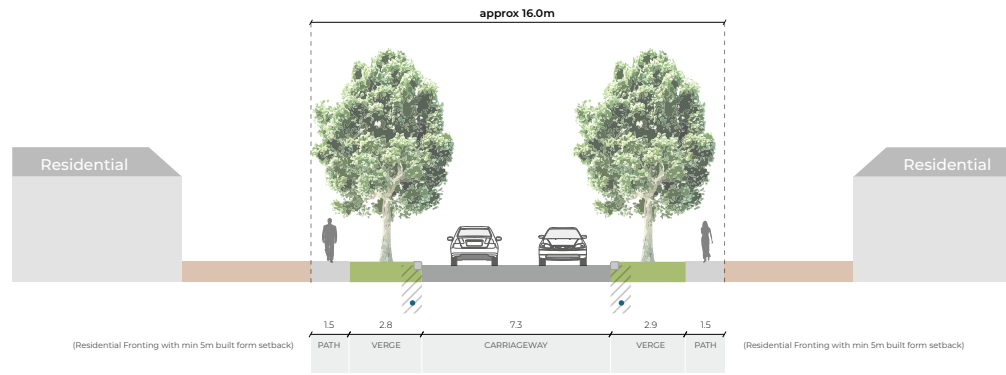 approx 16.0m
Residential
Residential
1.5
2.8
7.3
2.9
1.5
(Residential Fronting with min 5m built form setback)
PATH
VERGE
CARRIAGEWAY
VERGE
PATH
(Residential Fronting with min 5m built form setback)